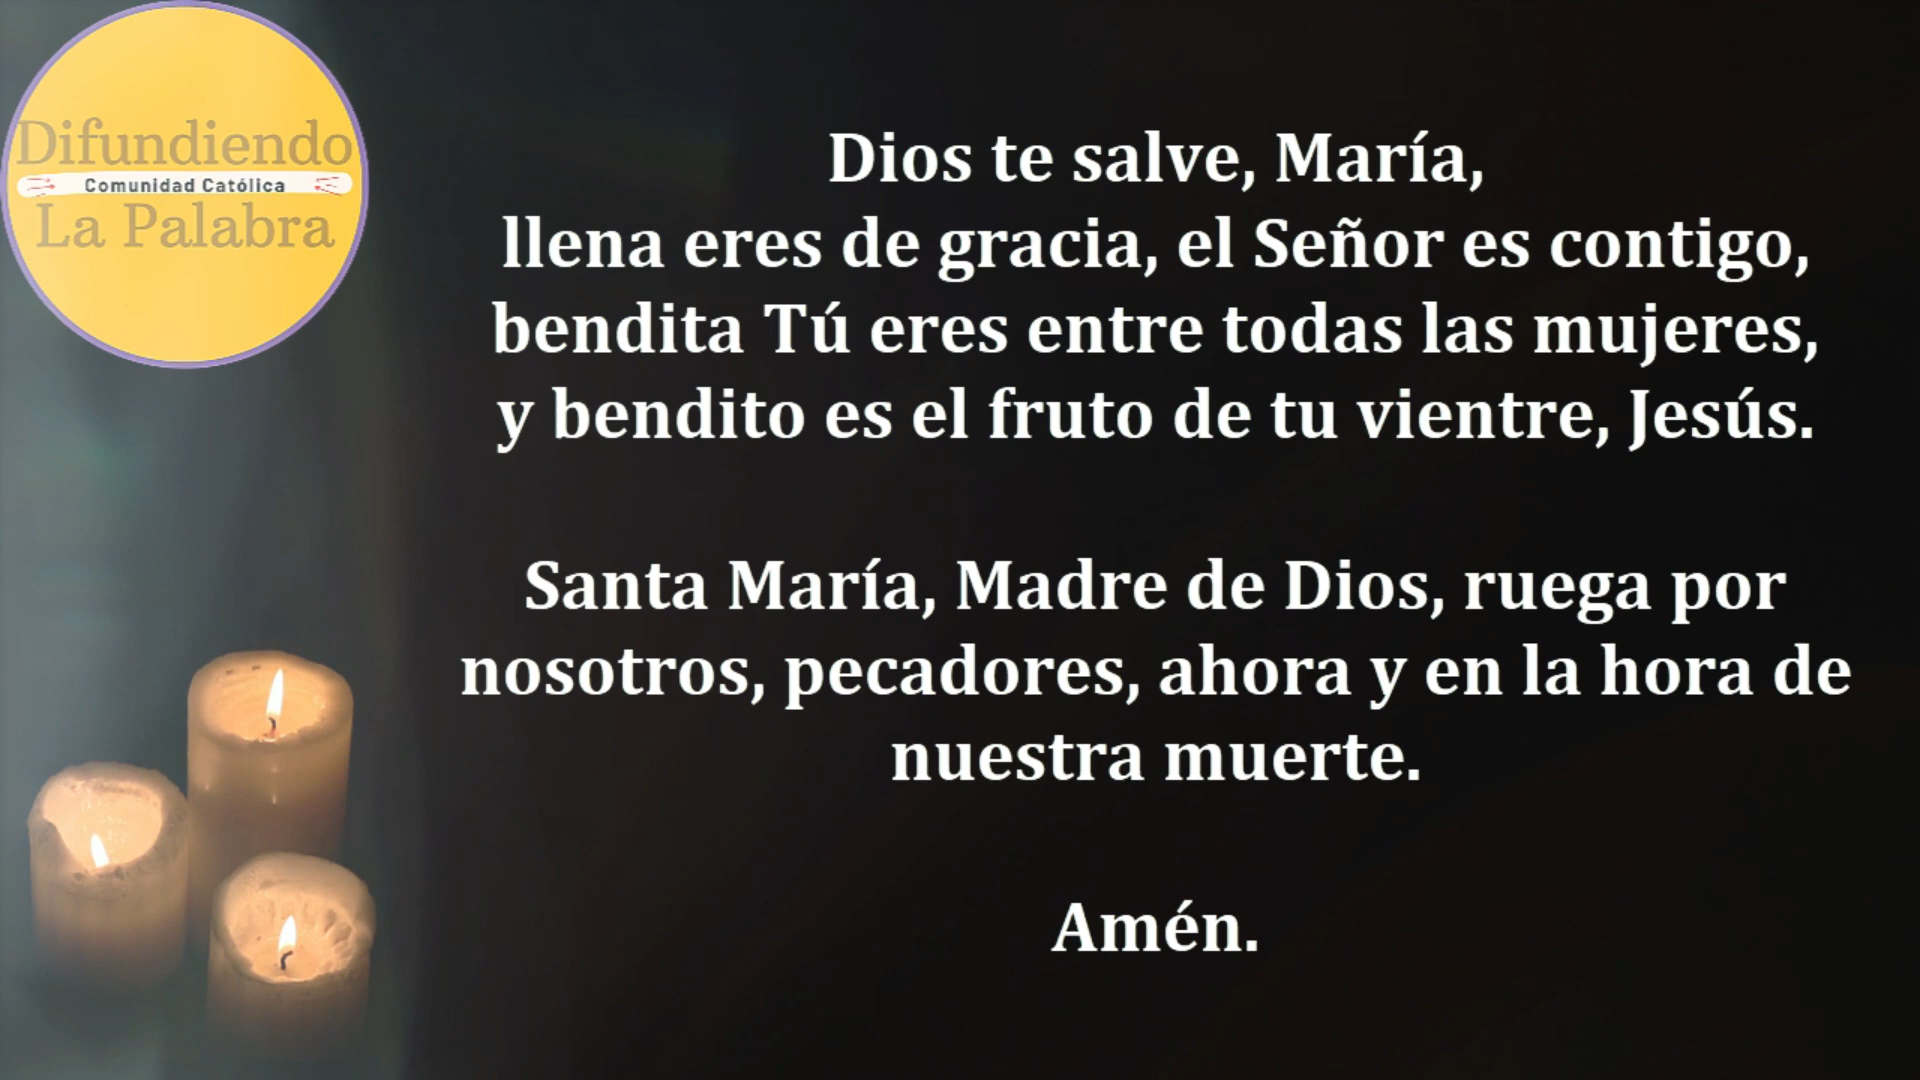 Difundiendo
Comunidad Católica
La Palabra
Dios te salve, María,
llena eres de gracia, el Señor es contigo,
bendita Tú eres entre todas las mujeres,
y bendito es el fruto de tu vientre, Jesús.
Santa María, Madre de Dios, ruega por
nosotros, pecadores, ahora y en la hora de
nuestra muerte.
Amén.